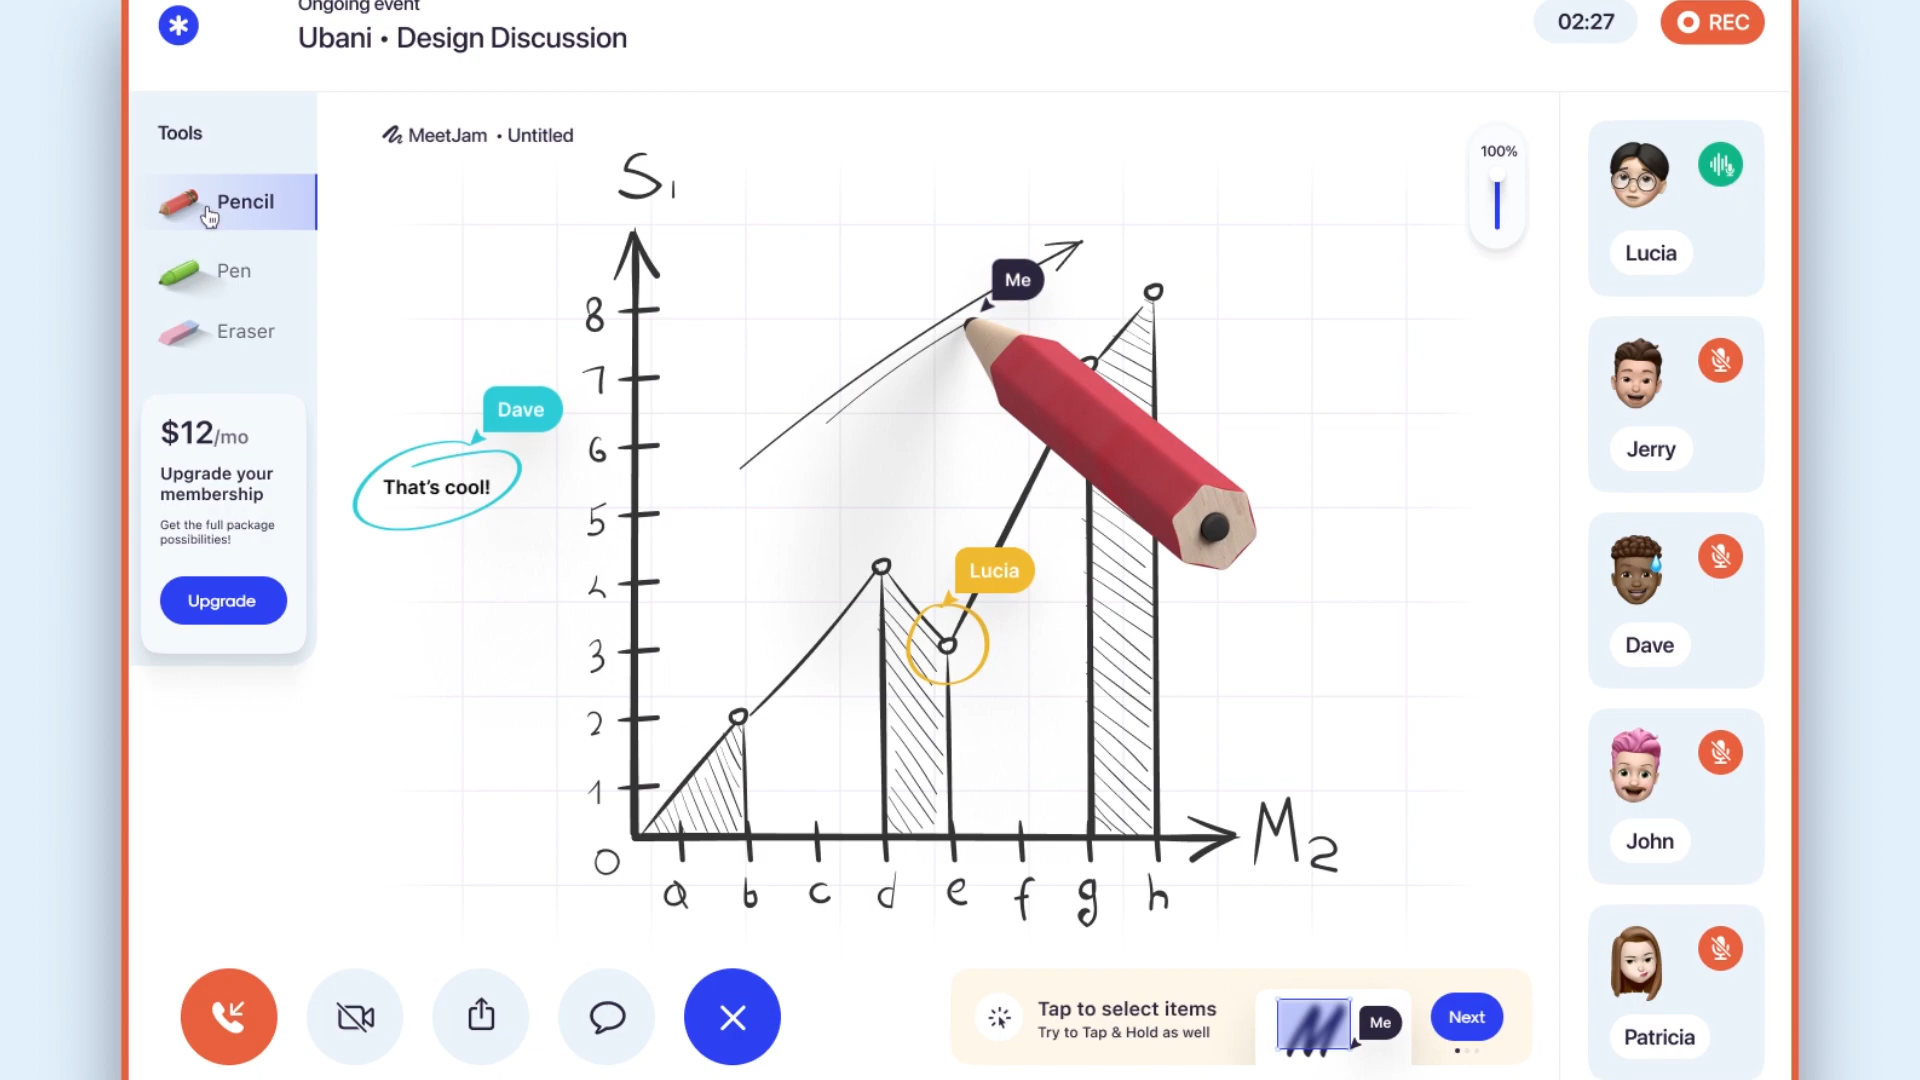 Ongoing event
Ubani • Design Discussion
02:27
REC
Tools
Pencil
Pen
Eraser
$12/mo
Upgrade your
membership
Get the full package
possibilities!
Upgrade
MeetJam • Untitled
100%
S1
8
7
6
5
4
3
2
1
0
a b c d e f g h
M2
Me
Dave
That's cool!
Lucia
Lucia
Jerry
Dave
John
Patricia
Tap to select items
Try to Tap & Hold as well
Me
Next